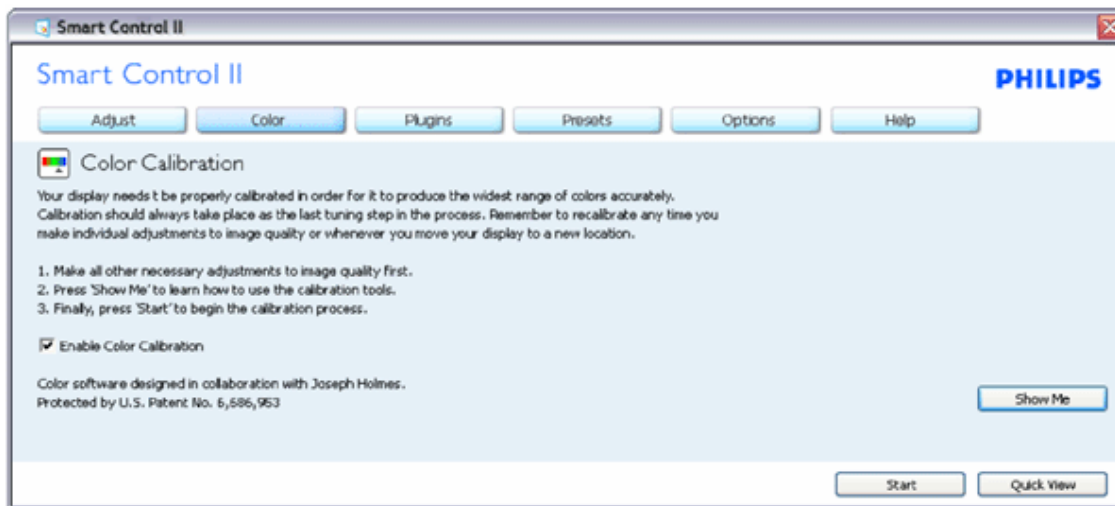 Smart Control II
Smart Control II
PHILIPS
Adjust Color Plugins Presets Options Help
Color Calibration
Your display needs t be properly calibrated in order for it to produce the widest range of colors accurately.
Calibration should always take place as the last tuning step in the process. Remember to recalibrate any time you
make individual adjustments to image quality or whenever you move your display to a new location.
1. Make all other necessary adjustments to image quality first.
2. Press 'Show Me' to learn how to use the calibration tools.
3. Finally, press 'Start' to begin the calibration process.
Enable Color Calibration
Color software designed in collaboration with Joseph Holmes.
Protected by U.S. Patent No. 6,686,953
Show Me
Start Quick View